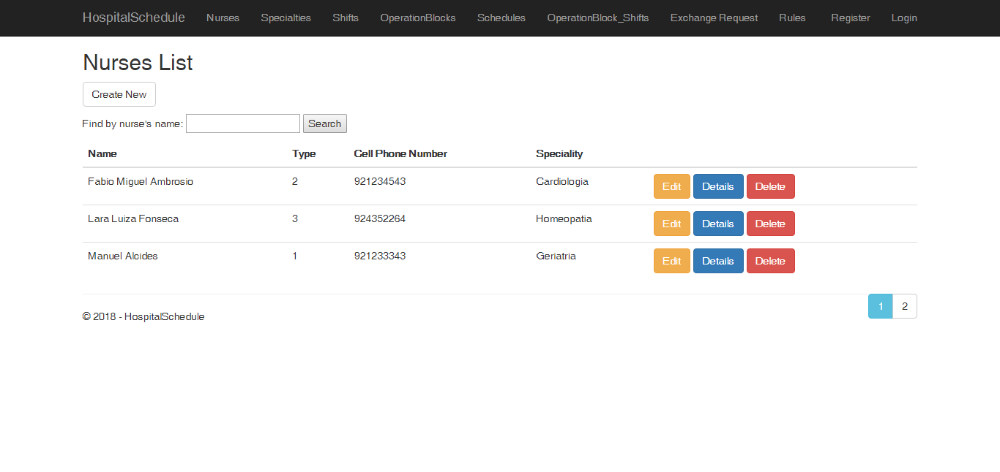 HospitalSchedule Nurses Specialties Shifts OperationBlocks Schedules OperationBlock_Shifts Exchange Request Rules Register Login
Nurses List
Create New
Find by nurse's name: Search
Name Type Cell Phone Number Speciality
Fabio Miguel Ambrosio 2 921234543 Cardiologia Edit Details Delete
Lara Luiza Fonseca 3 924352264 Homeopatia Edit Details Delete
Manuel Alcides 1 921233343 Geriatria Edit Details Delete
1 2
© 2018 - HospitalSchedule